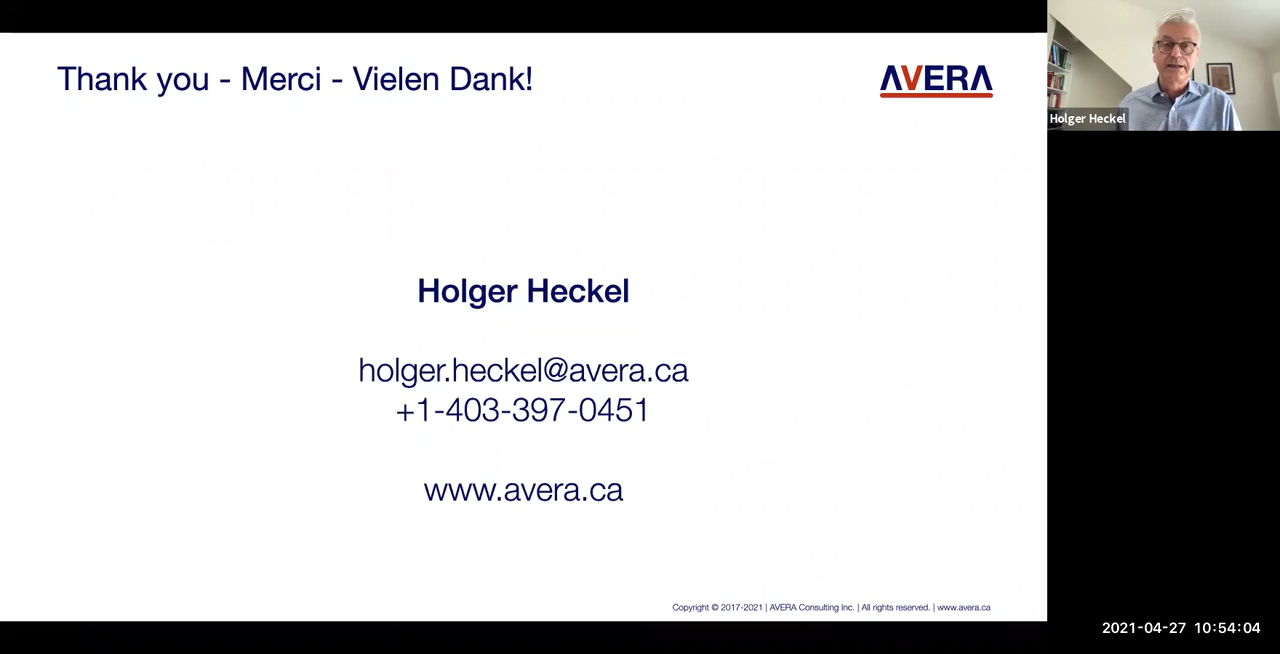 Thank you - Merci - Vielen Dank!
AVERA
Holger Heckel
Holger Heckel
holger.heckel@avera.ca
+1-403-397-0451
www.avera.ca
Copyright © 2017-2021 | AVERA Consulting Inc. | All rights reserved. | www.avera.ca
2021-04-27 10:54:04